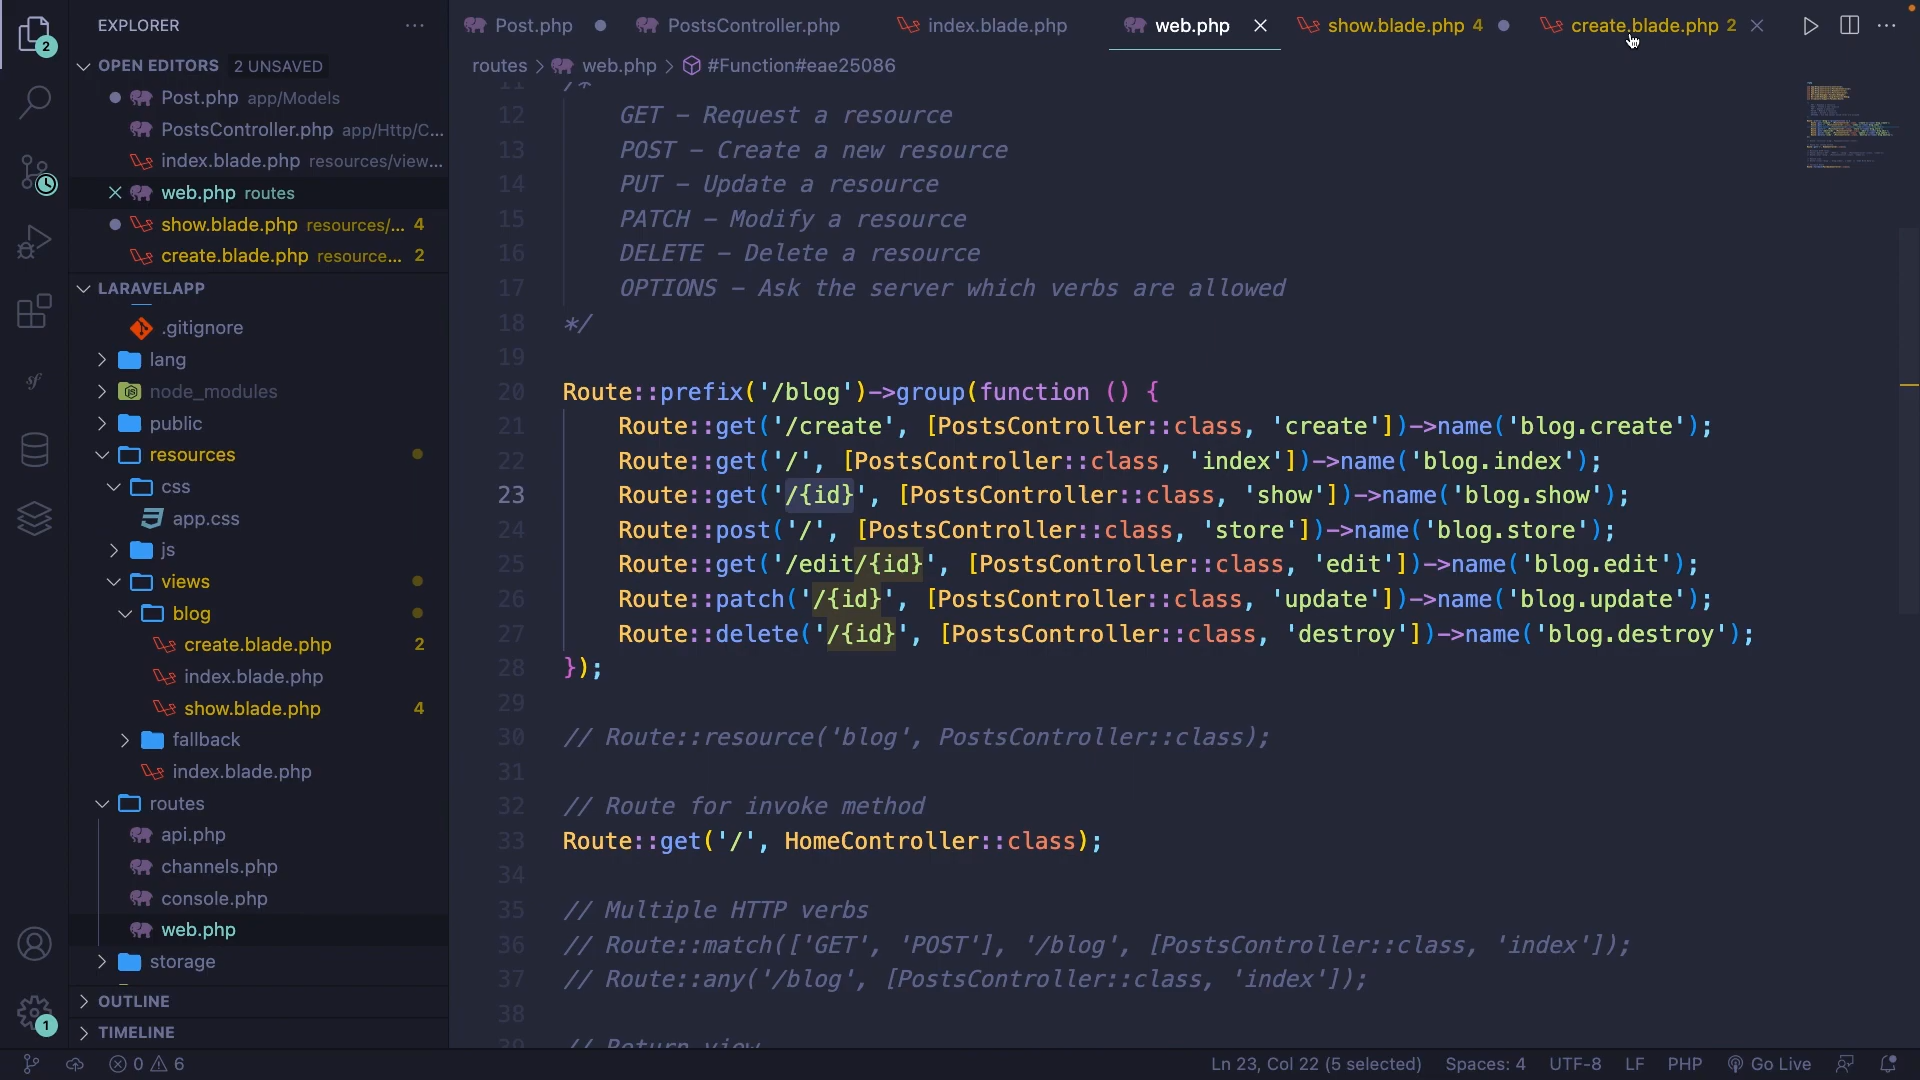 EXPLORER
Post.php
PostsController.php
index.blade.php
web.php
show.blade.php 4
create.blade.php 2
OPEN EDITORS 2 UNSAVED
Post.php app/Models
PostsController.php app/Http/C...
index.blade.php resources/view...
web.php routes
show.blade.php resources/... 4
create.blade.php resource... 2
LARAVELAPP
.gitignore
lang
node_modules
public
resources
css
app.css
js
views
blog
create.blade.php 2
index.blade.php
show.blade.php 4
fallback
index.blade.php
routes
api.php
channels.php
console.php
web.php
storage
OUTLINE
TIMELINE
2
1
routes > web.php > #Function#eae25086
11 /*
12 GET – Request a resource
13 POST – Create a new resource
14 PUT – Update a resource
15 PATCH – Modify a resource
16 DELETE – Delete a resource
17 OPTIONS – Ask the server which verbs are allowed
18 */
19
20 Route::prefix('/blog')->group(function () {
21 Route::get('/create', [PostsController::class, 'create'])->name('blog.create');
22 Route::get('/', [PostsController::class, 'index'])->name('blog.index');
23 Route::get('/{id}', [PostsController::class, 'show'])->name('blog.show');
24 Route::post('/', [PostsController::class, 'store'])->name('blog.store');
25 Route::get('/edit/{id}', [PostsController::class, 'edit'])->name('blog.edit');
26 Route::patch('/{id}', [PostsController::class, 'update'])->name('blog.update');
27 Route::delete('/{id}', [PostsController::class, 'destroy'])->name('blog.destroy');
28 });
29
30 // Route::resource('blog', PostsController::class);
31
32 // Route for invoke method
33 Route::get('/', HomeController::class);
34
35 // Multiple HTTP verbs
36 // Route::match(['GET', 'POST'], '/blog', [PostsController::class, 'index']);
37 // Route::any('/blog', [PostsController::class, 'index']);
38
39 // Return view
0 6
Ln 23, Col 22 (5 selected)
Spaces: 4
UTF-8
LF
PHP
Go Live